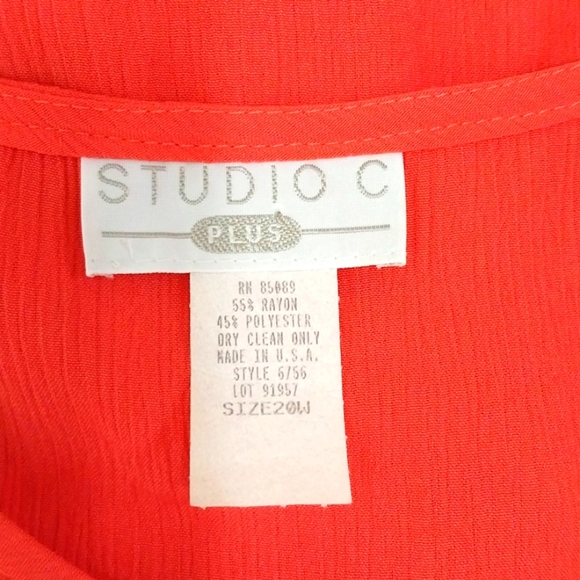 STUDIO C
PLUS
RN 85089
55% RAYON
45% POLYESTER
DRY CLEAN ONLY
MADE IN U.S.A.
STYLE 6756
LOT 91957
SIZE20W